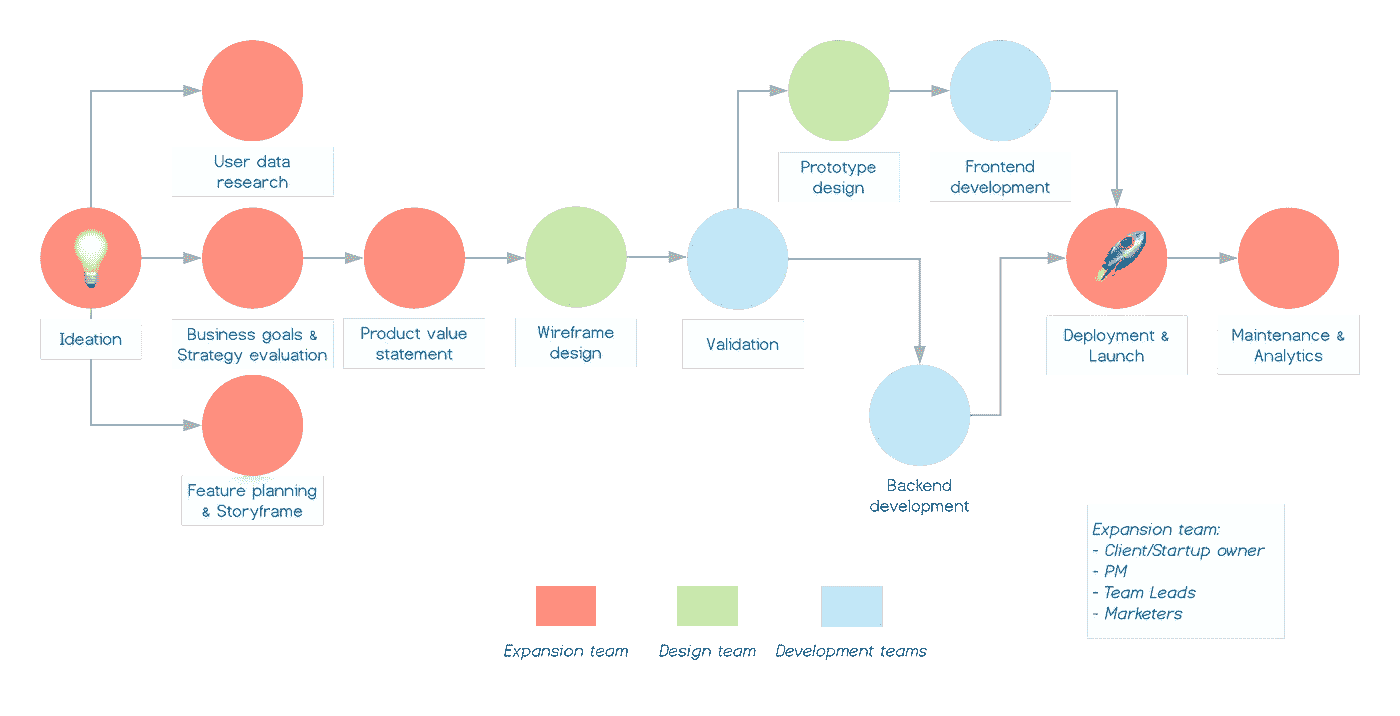 User data
research
Prototype
design
Frontend
development
Ideation
Business goals &
Strategy evaluation
Product value
statement
Wireframe
design
Validation
Deployment &
Launch
Maintenance &
Analytics
Feature planning
& Storyframe
Backend
development
Expansion team:
- Client/Startup owner
- PM
- Team Leads
- Marketers
Expansion team
Design team
Development teams